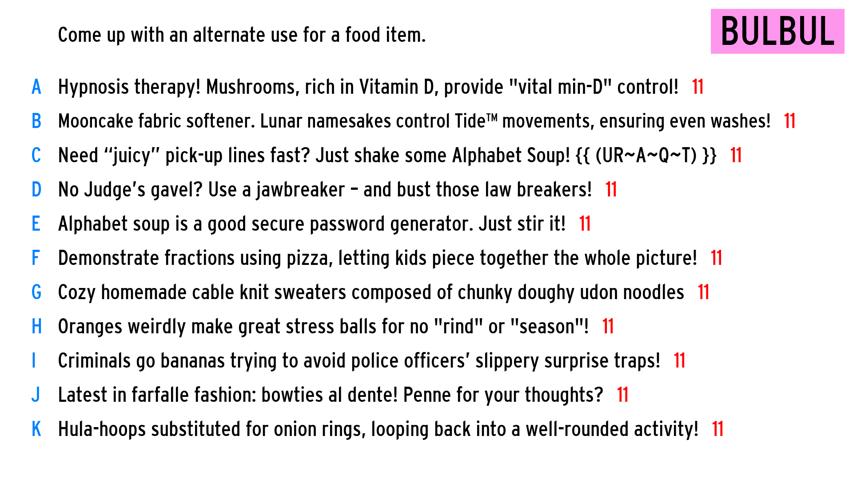 Come up with an alternate use for a food item.
BULBUL
A Hypnosis therapy! Mushrooms, rich in Vitamin D, provide "vital min-D" control! 11
B Mooncake fabric softener. Lunar namesakes control Tide™ movements, ensuring even washes! 11
C Need “juicy” pick-up lines fast? Just shake some Alphabet Soup! {{ (UR~A~Q~T) }} 11
D No Judge’s gavel? Use a jawbreaker – and bust those law breakers! 11
E Alphabet soup is a good secure password generator. Just stir it! 11
F Demonstrate fractions using pizza, letting kids piece together the whole picture! 11
G Cozy homemade cable knit sweaters composed of chunky doughy udon noodles 11
H Oranges weirdly make great stress balls for no "rind" or "season"! 11
I Criminals go bananas trying to avoid police officers’ slippery surprise traps! 11
J Latest in farfalle fashion: bowties al dente! Penne for your thoughts? 11
K Hula-hoops substituted for onion rings, looping back into a well-rounded activity! 11